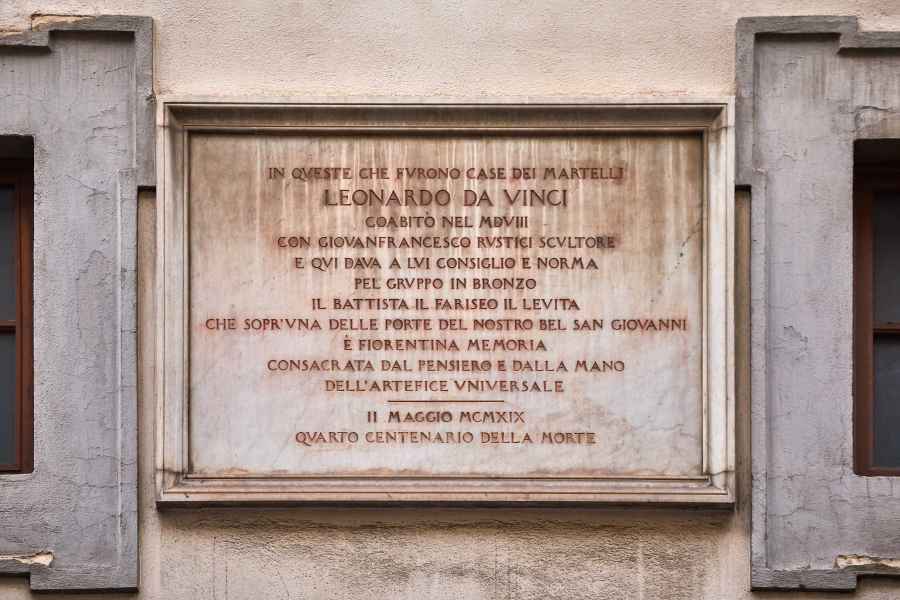 IN QVESTE CHE FVRONO CASE DEI MARTELLI
LEONARDO DA VINCI
COABITÒ NEL MDVIII
CON GIOVANFRANCESCO RVSTICI SCVLTORE
E QVI DAVA A LVI CONSIGLIO E NORMA
PEL GRVPPO IN BRONZO
IL BATTISTA IL FARISEO IL LEVITA
CHE SOPR'VNA DELLE PORTE DEL NOSTRO BEL SAN GIOVANNI
È FIORENTINA MEMORIA
CONSACRATA DAL PENSIERO E DALLA MANO
DELL'ARTEFICE VNIVERSALE
II MAGGIO MCMXIX
QVARTO CENTENARIO DELLA MORTE